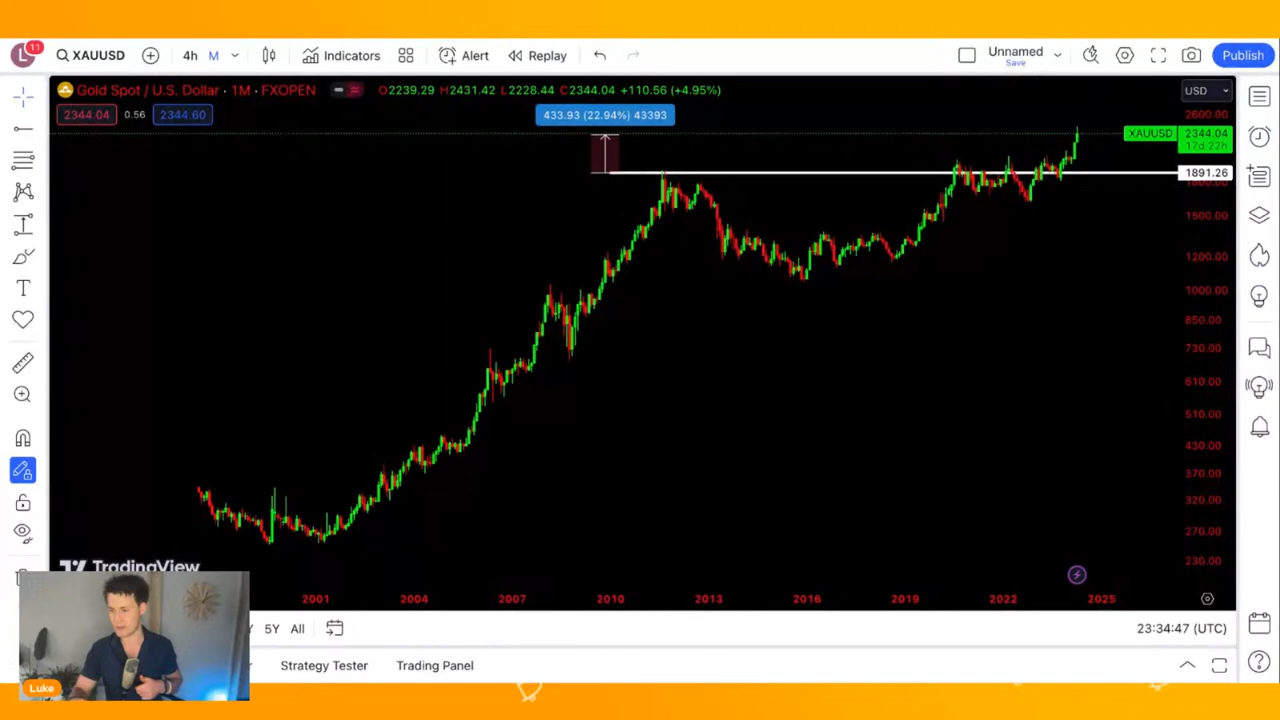 L 11
XAUUSD
4h M
Indicators
Alert
Replay
Unnamed
Save
Publish
Gold Spot / U.S. Dollar · 1M · FXOPEN
O2239.29 H2431.42 L2228.44 C2344.04 +110.56 (+4.95%)
USD
2344.04 0.56 2344.60
433.93 (22.94%) 43393
2600.00
XAUUSD 2344.04
17d 22h
1891.26
1500.00
1200.00
1000.00
850.00
730.00
610.00
510.00
430.00
370.00
320.00
270.00
230.00
TradingView
2001 2004 2007 2010 2013 2016 2019 2022 2025
5Y All
23:34:47 (UTC)
Strategy Tester
Trading Panel
Luke